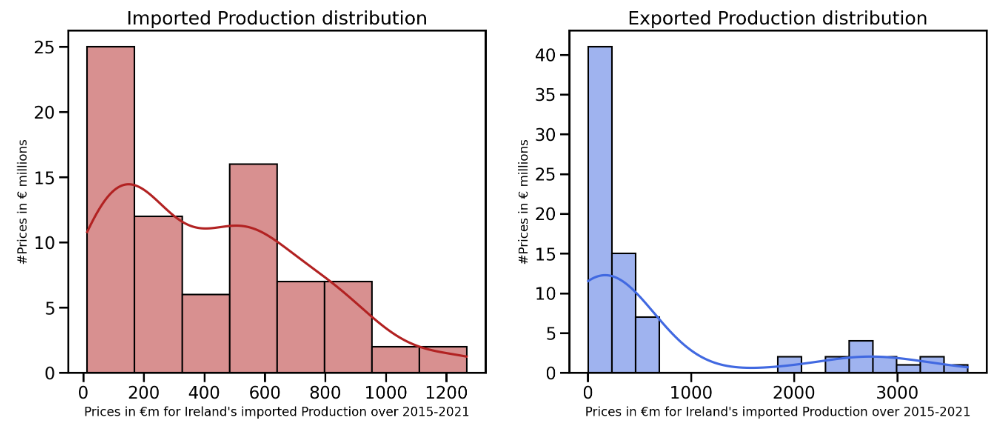 Imported Production distribution
#Prices in € millions
25
20
15
10
5
0
0 200 400 600 800 1000 1200
Prices in €m for Ireland's imported Production over 2015-2021
Exported Production distribution
#Prices in € millions
40
35
30
25
20
15
10
5
0
0 1000 2000 3000
Prices in €m for Ireland's imported Production over 2015-2021